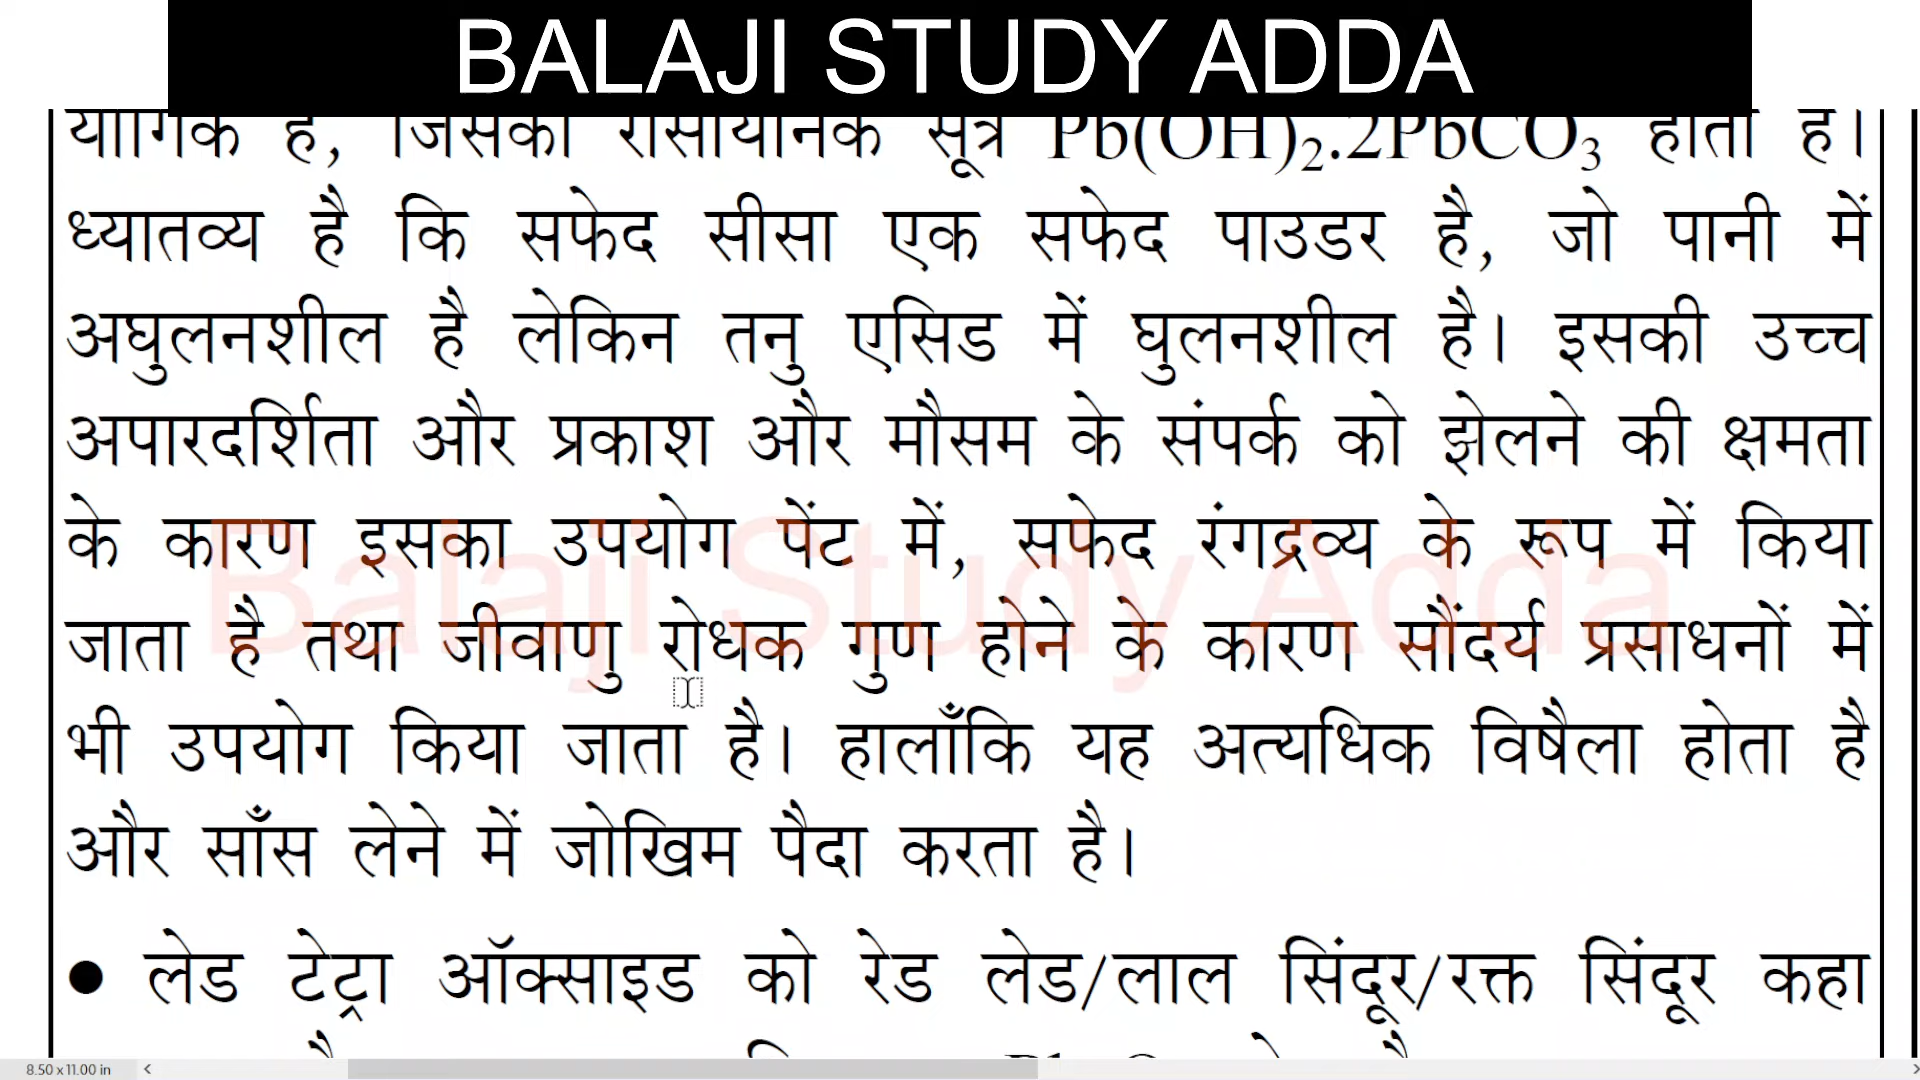 BALAJI STUDY ADDA
यौगिक है, जिसका रासायनिक सूत्र Pb(OH)₂.2PbCO₃ होता है।
ध्यातव्य है कि सफेद सीसा एक सफेद पाउडर है, जो पानी में
अघुलनशील है लेकिन तनु एसिड में घुलनशील है। इसकी उच्च
अपारदर्शिता और प्रकाश और मौसम के संपर्क को झेलने की क्षमता
के कारण इसका उपयोग पेंट में, सफेद रंगद्रव्य के रूप में किया
Balaji Study Adda
जाता है तथा जीवाणु रोधक गुण होने के कारण सौंदर्य प्रसाधनों में
भी उपयोग किया जाता है। हालाँकि यह अत्यधिक विषैला होता है
और साँस लेने में जोखिम पैदा करता है।
● लेड टेट्रा ऑक्साइड को रेड लेड/लाल सिंदूर/रक्त सिंदूर कहा
8.50 x 11.00 in